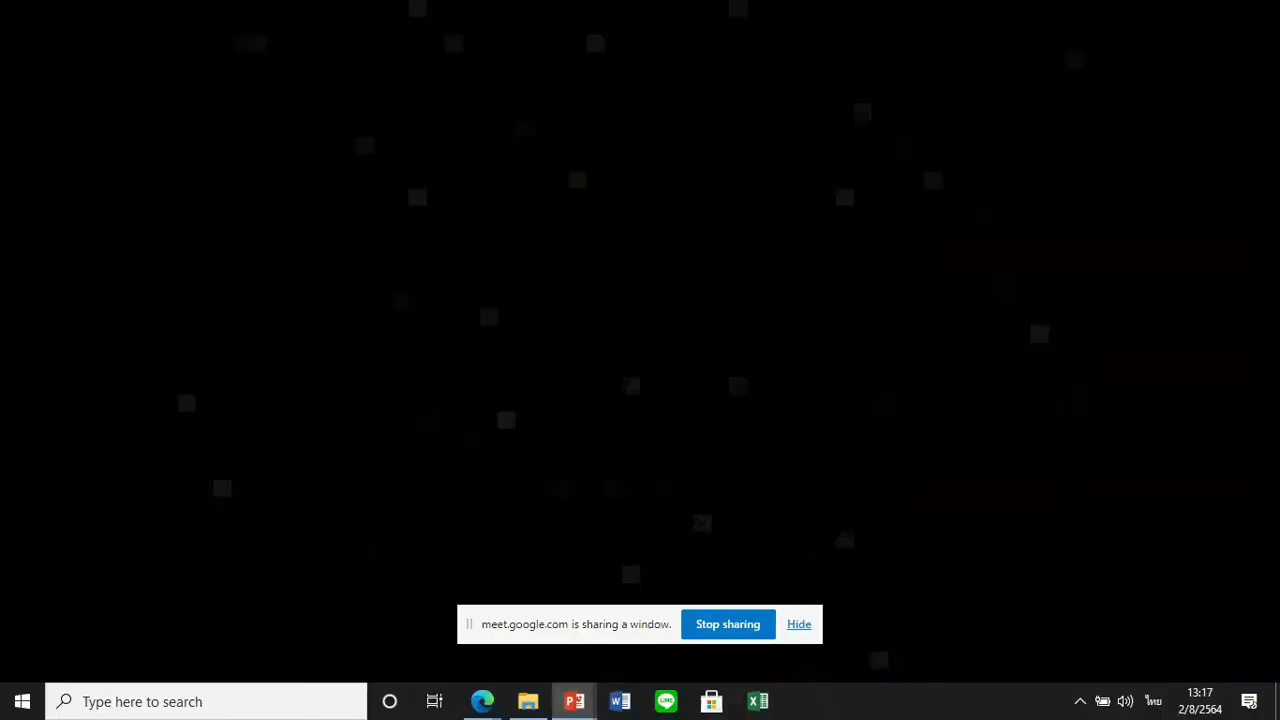 meet.google.com is sharing a window.
Stop sharing
Hide
Type here to search
ไทย
13:17
2/8/2564